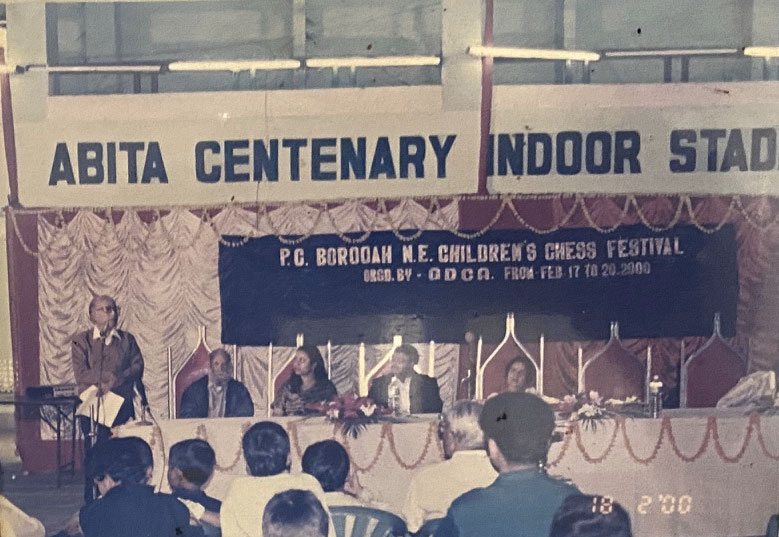 ABITA CENTENARY INDOOR STAD
P.C. BOROOAH N.E. CHILDREN'S CHESS FESTIVAL
ORGD. BY - GDCA. FROM-FEB-17 TO 20.2000
18 2'00